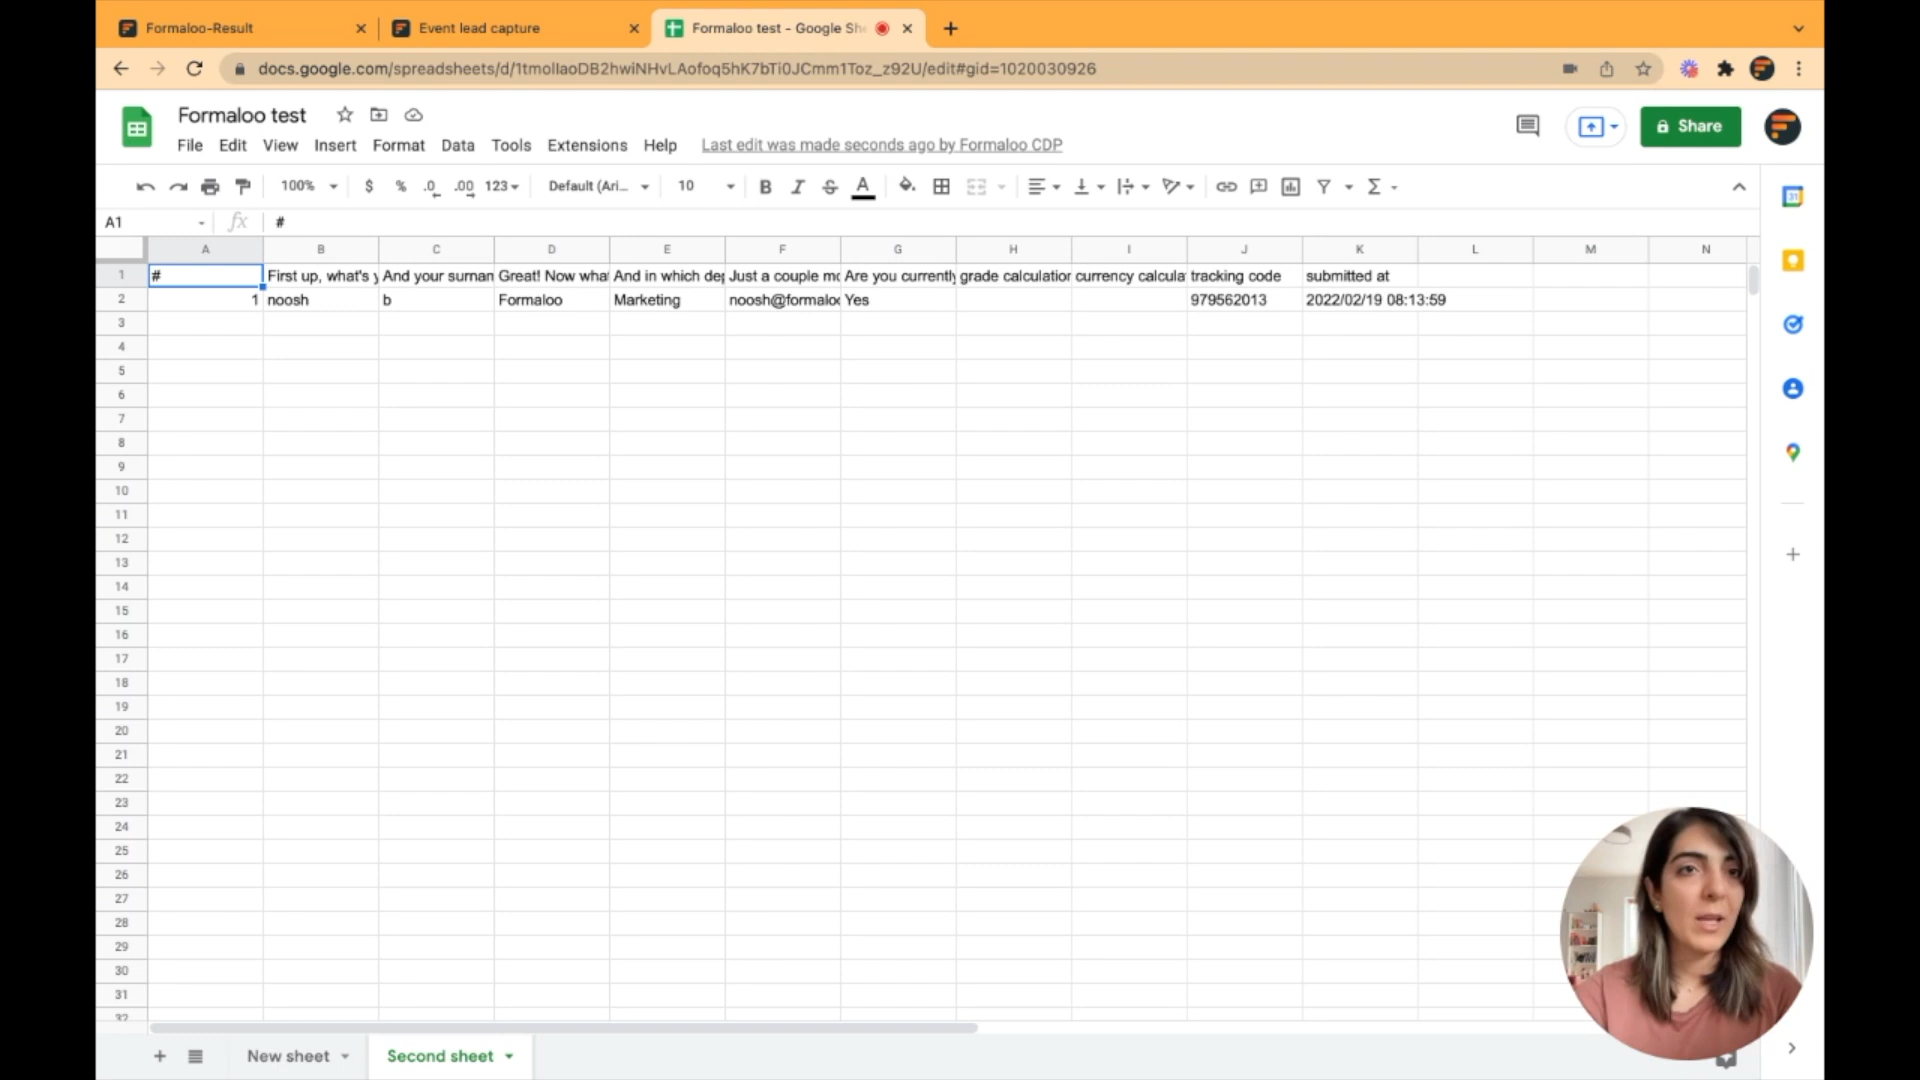 Formaloo-Result
Event lead capture
Formaloo test - Google She
docs.google.com/spreadsheets/d/1tmolIaoDB2hwiNHvLAofoq5hK7bTi0JCmm1Toz_z92U/edit#gid=1020030926
Formaloo test
File Edit View Insert Format Data Tools Extensions Help Last edit was made seconds ago by Formaloo CDP
Share
100% $ % .0 .00 123 Default (Ari... 10 B I S A
A1 fx #
A B C D E F G H I J K L M N
1 # First up, what's y And your surnam Great! Now what And in which dep Just a couple mo Are you currently grade calculation currency calcula tracking code submitted at
2 1 noosh b Formaloo Marketing noosh@formaloo Yes 979562013 2022/02/19 08:13:59
3
4
5
6
7
8
9
10
11
12
13
14
15
16
17
18
19
20
21
22
23
24
25
26
27
28
29
30
31
32
New sheet Second sheet